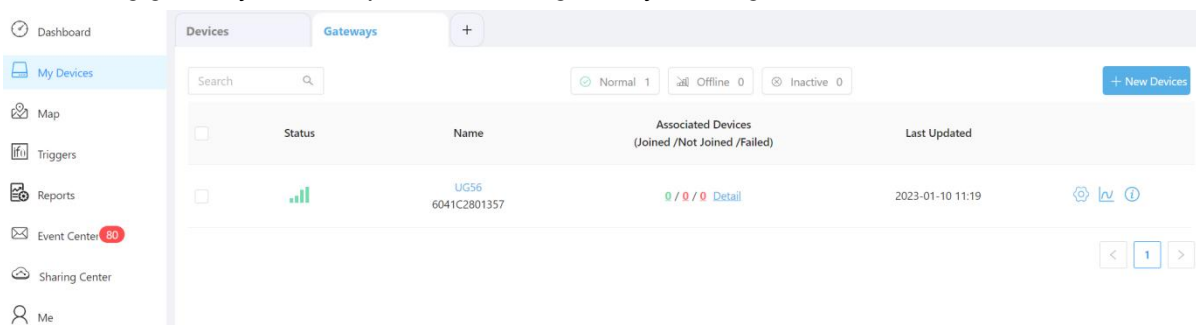 Dashboard
My Devices
Map
Triggers
Reports
Event Center 80
Sharing Center
Me
Devices
Gateways
+
Search
Normal 1
Offline 0
Inactive 0
+ New Devices
Status
Name
Associated Devices
(Joined /Not Joined /Failed)
Last Updated
UG56
6041C2801357
0 / 0 / 0 Detail
2023-01-10 11:19
< 1 >